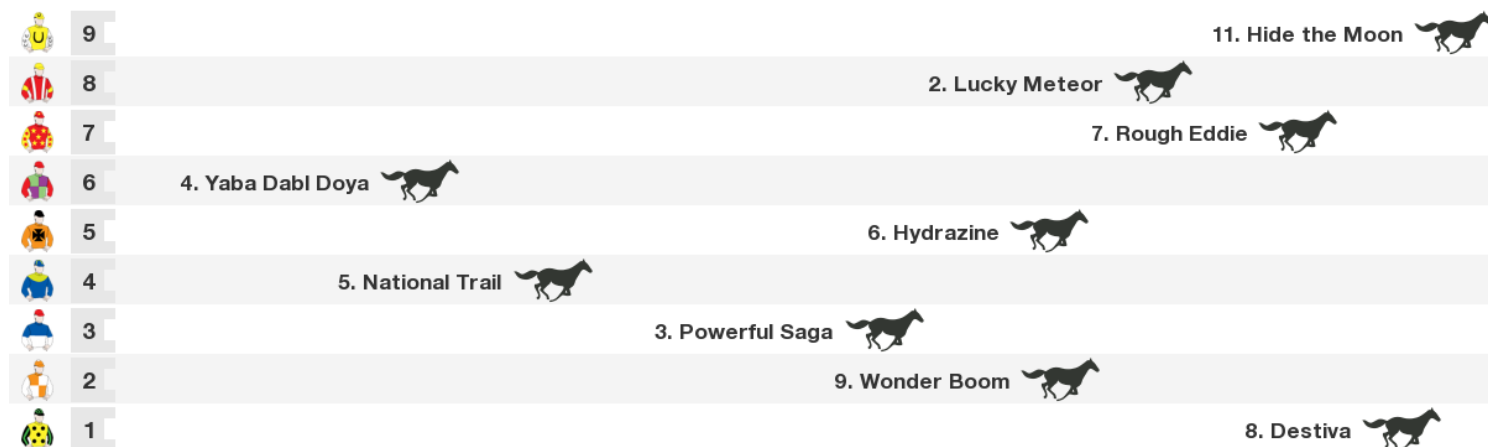 9 11. Hide the Moon
8 2. Lucky Meteor
7 7. Rough Eddie
6 4. Yaba Dabl Doya
5 6. Hydrazine
4 5. National Trail
3 3. Powerful Saga
2 9. Wonder Boom
1 8. Destiva